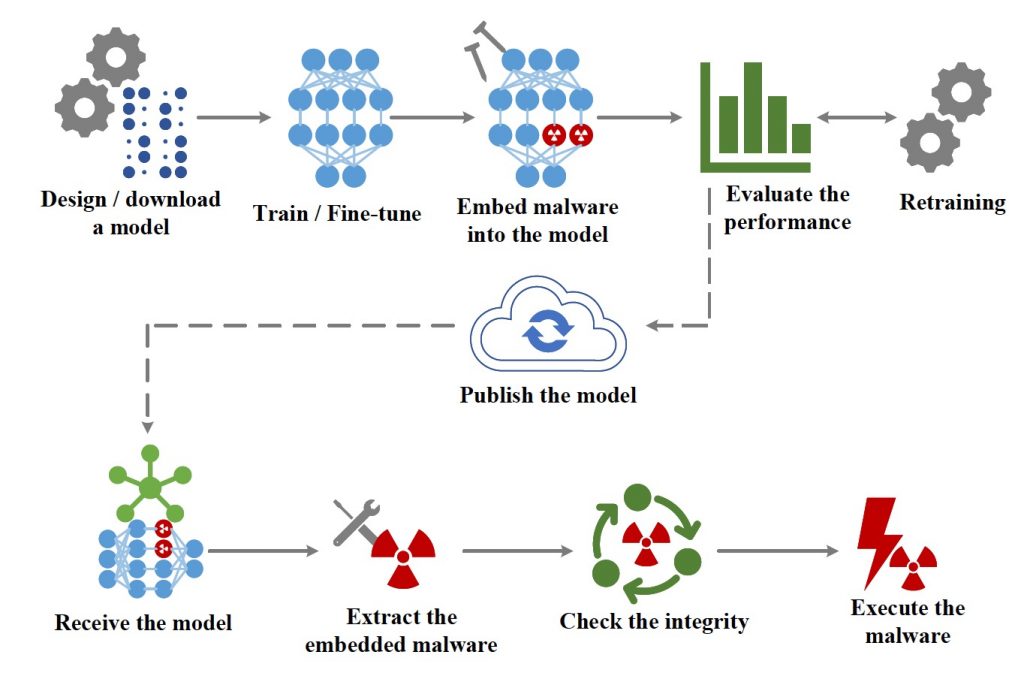 Design / download
a model
Train / Fine-tune
Embed malware
into the model
Evaluate the
performance
Retraining
Publish the model
Receive the model
Extract the
embedded malware
Check the integrity
Execute the
malware